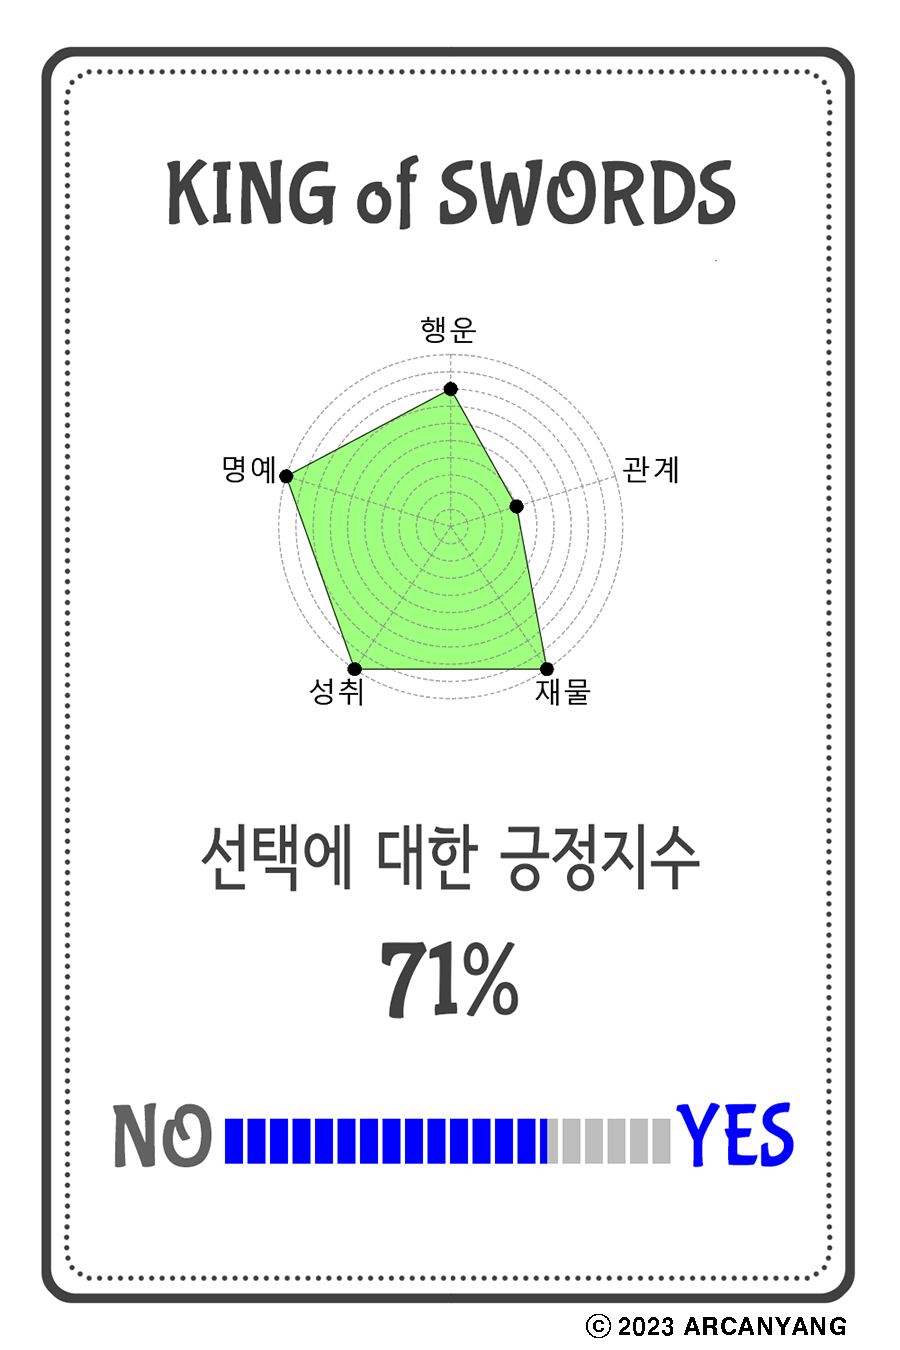 KING of SWORDS
행운
명예
관계
성취
재물
선택에 대한 긍정지수
71%
NO YES
© 2023 ARCANYANG